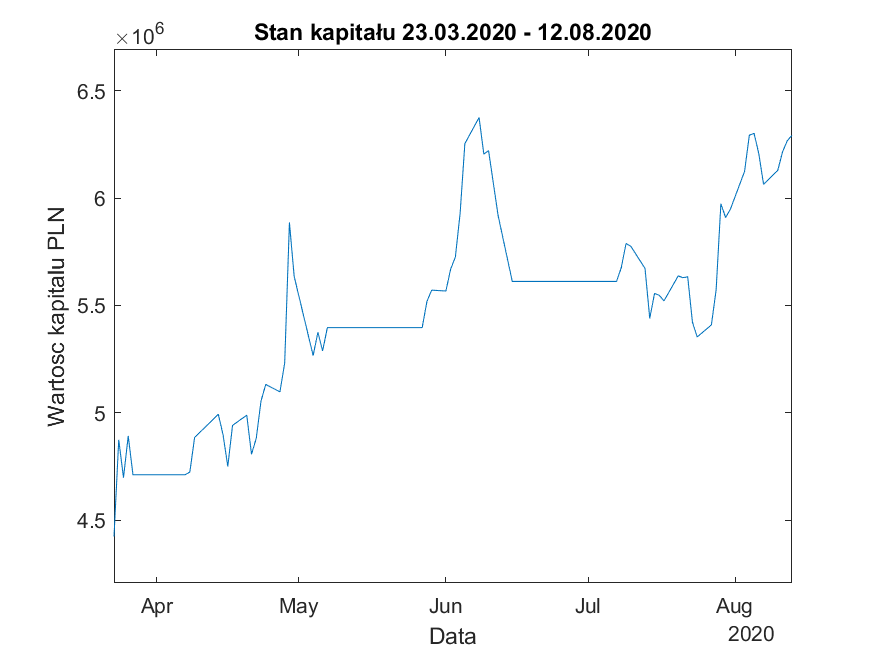 ×10⁶
Stan kapitału 23.03.2020 - 12.08.2020
6.5
6
5.5
5
4.5
Wartosc kapitalu PLN
Apr May Jun Jul Aug
Data
2020